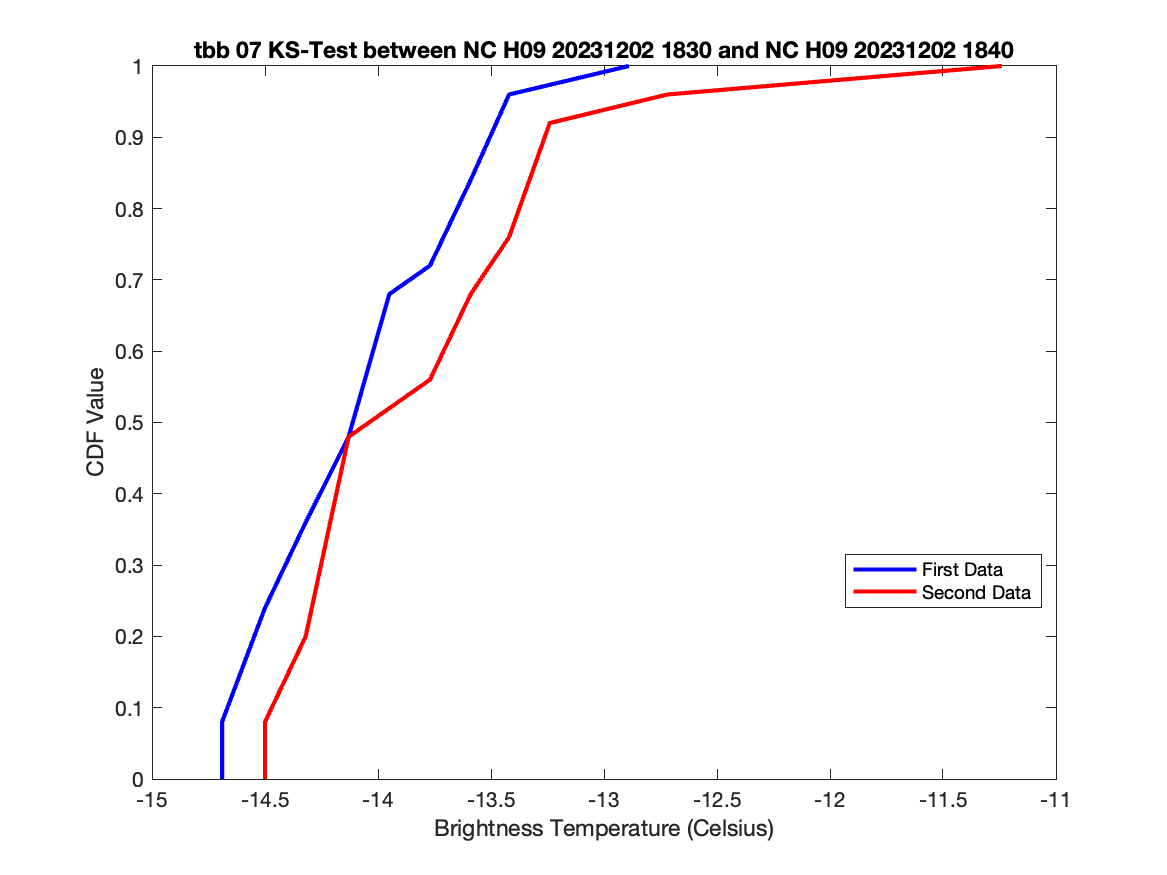 tbb 07 KS-Test between NC H09 20231202 1830 and NC H09 20231202 1840
1
0.9
0.8
0.7
0.6
0.5
0.4
0.3
0.2
0.1
0
CDF Value
First Data
Second Data
-15 -14.5 -14 -13.5 -13 -12.5 -12 -11.5 -11
Brightness Temperature (Celsius)